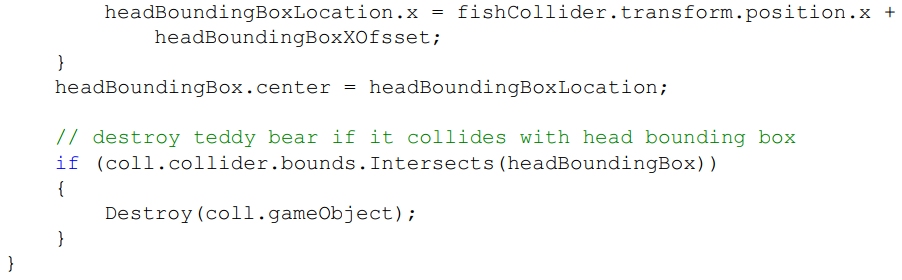 headBoundingBoxLocation.x = fishCollider.transform.position.x +
headBoundingBoxXOfsset;
}
headBoundingBox.center = headBoundingBoxLocation;
// destroy teddy bear if it collides with head bounding box
if (coll.collider.bounds.Intersects(headBoundingBox))
{
Destroy(coll.gameObject);
}
}